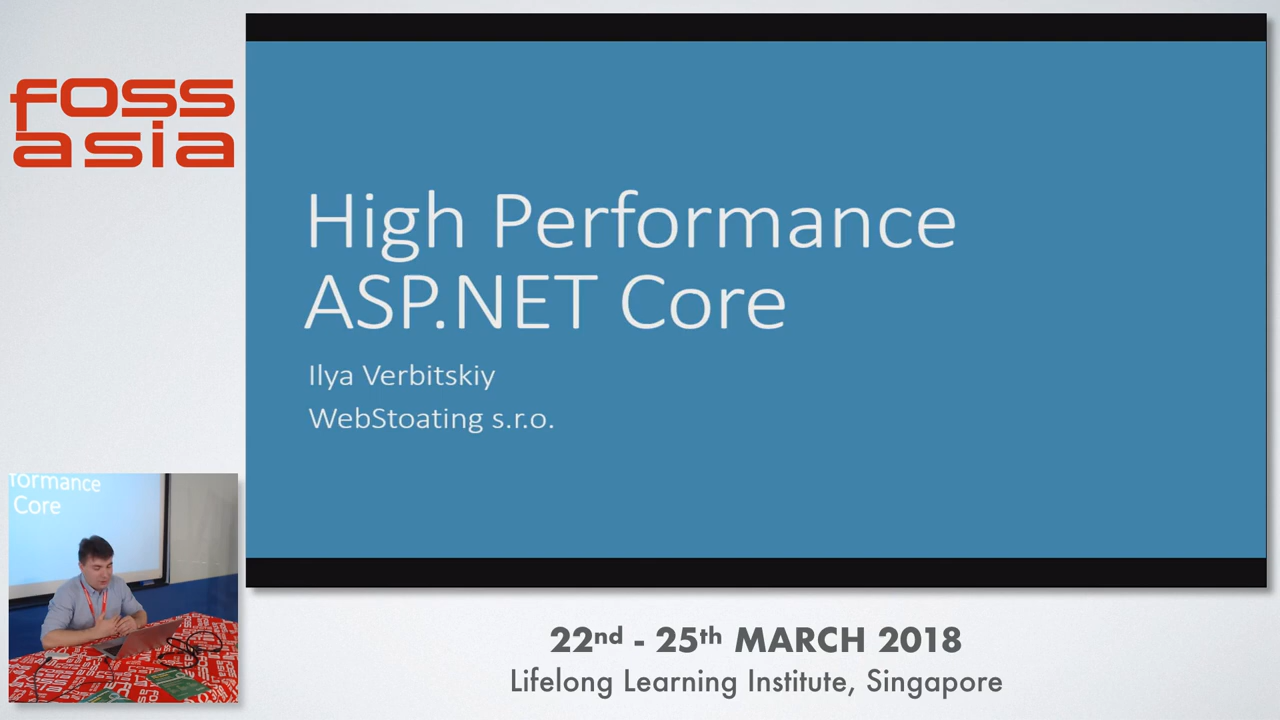 foss
asia
High Performance
ASP.NET Core
Ilya Verbitskiy
WebStoating s.r.o.
formance
Core
22nd - 25th MARCH 2018
Lifelong Learning Institute, Singapore